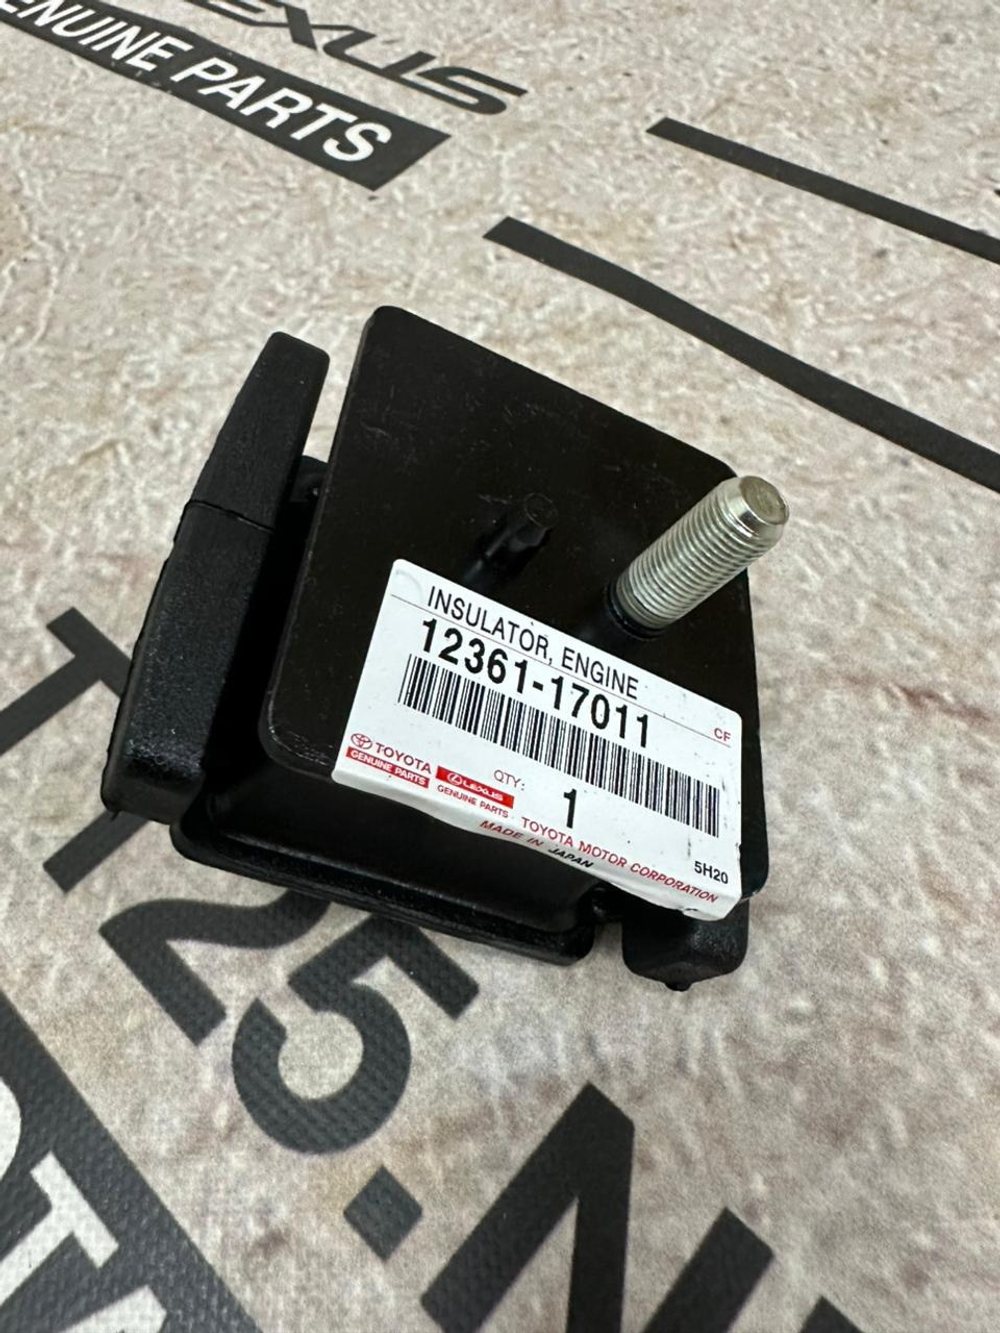 LEXUS
GENUINE PARTS
INSULATOR, ENGINE
12361-17011
CF
TOYOTA
GENUINE PARTS
LEXUS
GENUINE PARTS
QTY:
1
TOYOTA MOTOR CORPORATION
MADE IN JAPAN
5H20
T25.